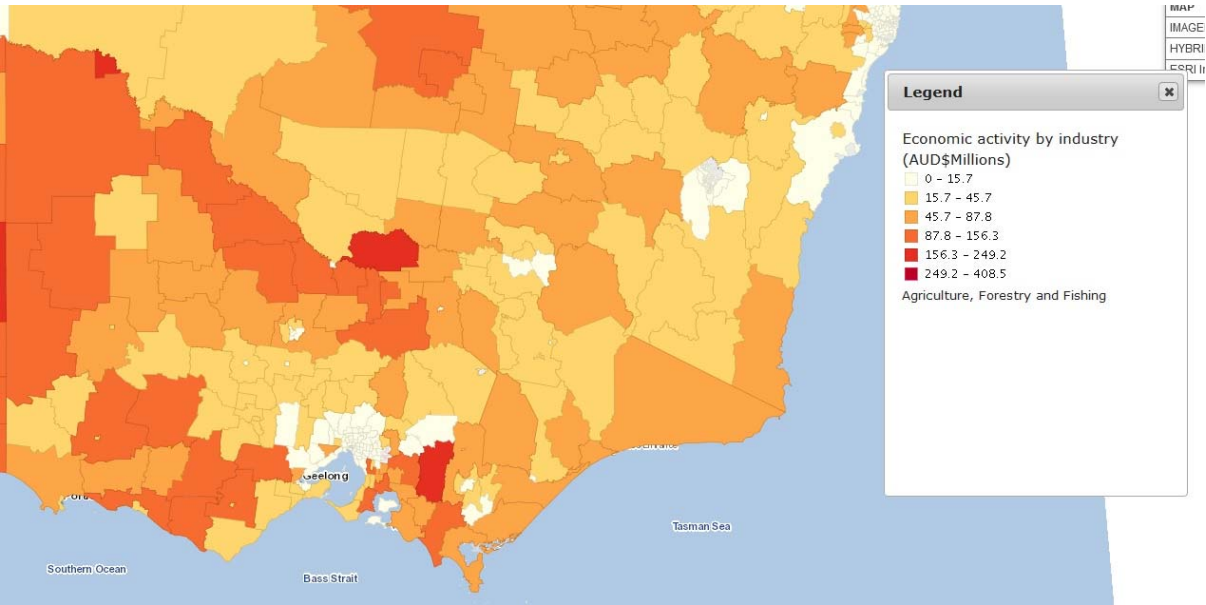 MAP
HYBRI
Legend
Economic activity by industry
(AUD$Millions)
0 – 15.7
15.7 – 45.7
45.7 – 87.8
87.8 – 156.3
156.3 – 249.2
249.2 – 408.5
Agriculture, Forestry and Fishing
Geelong
Tasman Sea
Southern Ocean
Bass Strait